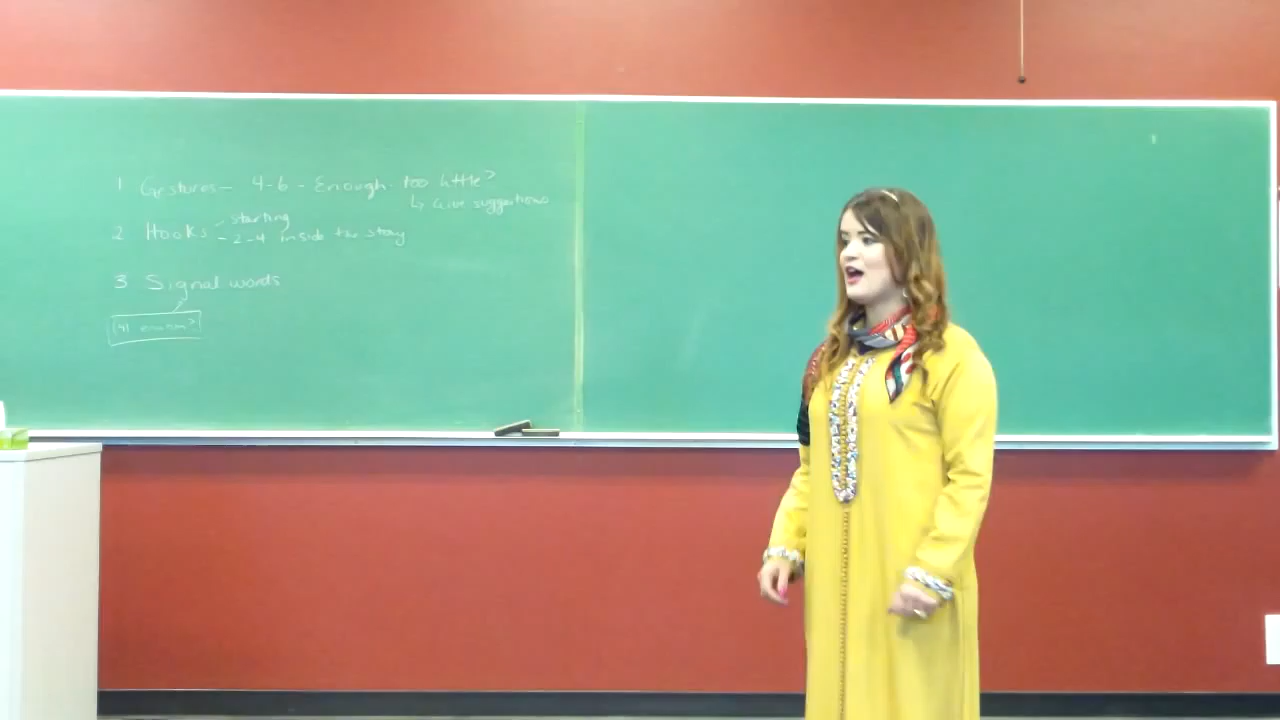 1 Gestures - 4-6 - Enough. too little?
↳ Give suggestions
2 Hooks - starting
- 2-4 inside the story
3 Signal words